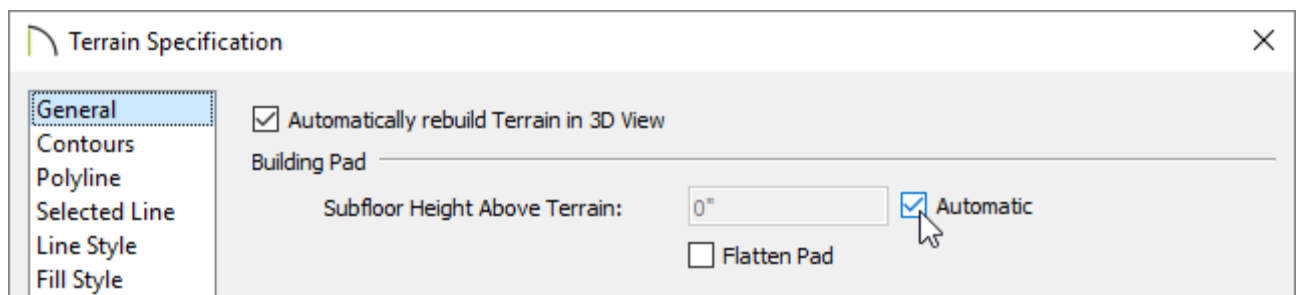 Terrain Specification
General
Contours
Polyline
Selected Line
Line Style
Fill Style
Automatically rebuild Terrain in 3D View
Building Pad
Subfloor Height Above Terrain: 0" Automatic
Flatten Pad